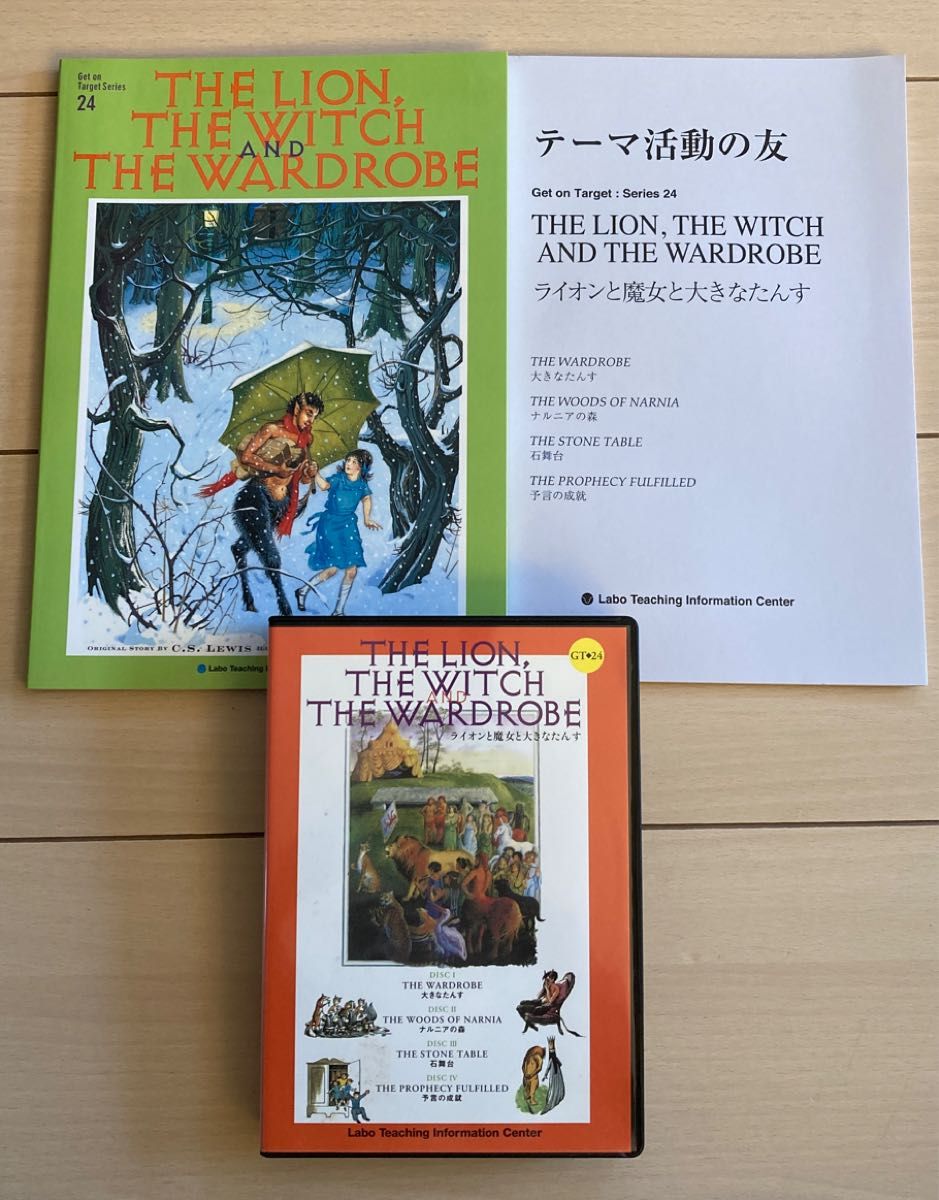 Get on
Target Series
24
THE LION,
THE WITCH
AND
THE WARDROBE
ORIGINAL STORY BY C.S. LEWIS
Labo Teaching
テーマ活動の友
Get on Target : Series 24
THE LION, THE WITCH
AND THE WARDROBE
ライオンと魔女と大きなたんす
THE WARDROBE
大きなたんす
THE WOODS OF NARNIA
ナルニアの森
THE STONE TABLE
石舞台
THE PROPHECY FULFILLED
予言の成就
Labo Teaching Information Center
GT◆24
THE LION,
THE WITCH
AND
THE WARDROBE
ライオンと魔女と大きなたんす
DISC I
THE WARDROBE
大きなたんす
DISC II
THE WOODS OF NARNIA
ナルニアの森
DISC III
THE STONE TABLE
石舞台
DISC IV
THE PROPHECY FULFILLED
予言の成就
Labo Teaching Information Center